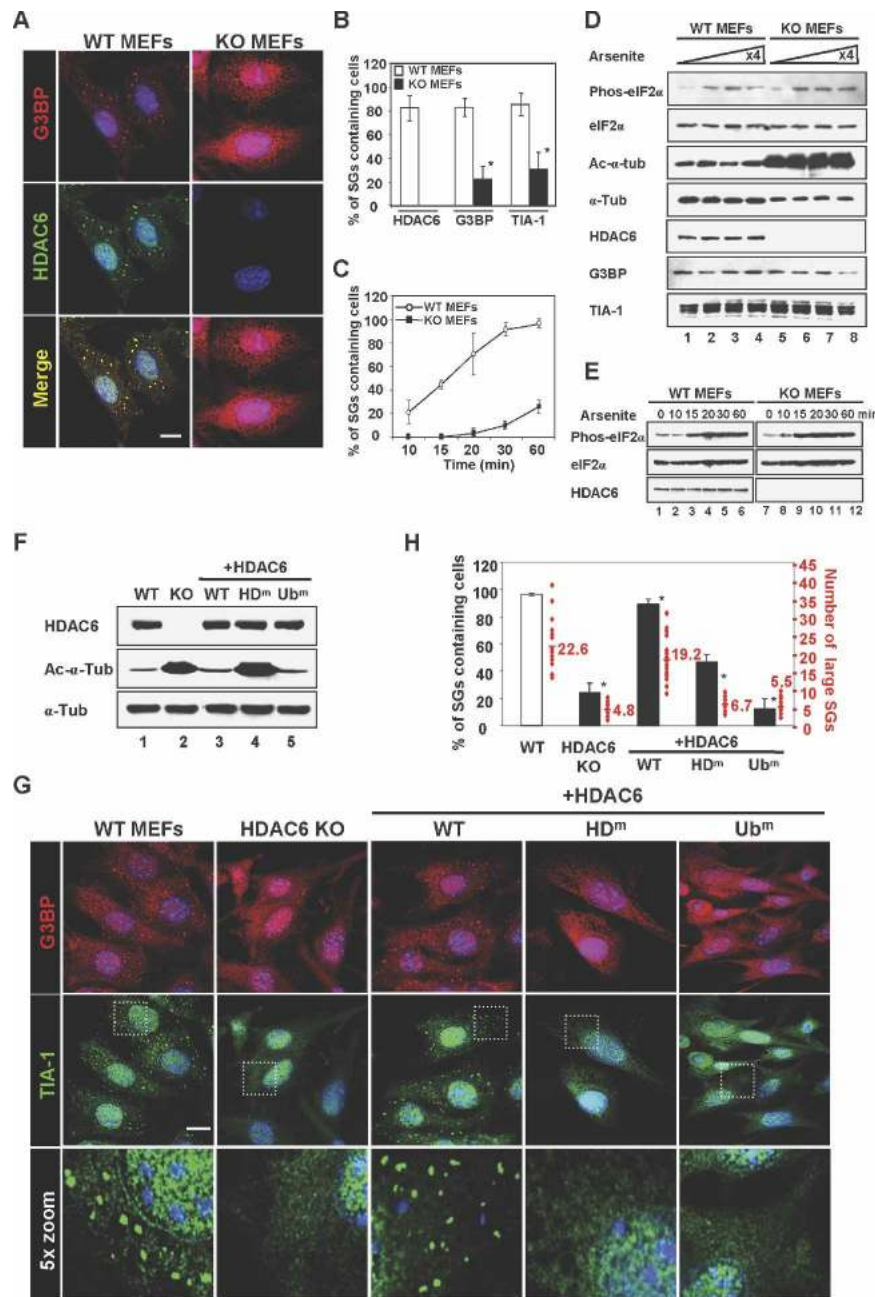 A
WT MEFs KO MEFs
G3BP
HDAC6
Merge
B
% of SGs containing cells
120
100
80
60
40
20
0
WT MEFs
KO MEFs
* *
HDAC6 G3BP TIA-1
C
% of SGs containing cells
120
100
80
60
40
20
0
WT MEFs
KO MEFs
10 15 20 30 60
Time (min)
D
WT MEFs KO MEFs
Arsenite x4 x4
Phos-eIF2α
eIF2α
Ac-α-tub
α-Tub
HDAC6
G3BP
TIA-1
1 2 3 4 5 6 7 8
E
WT MEFs KO MEFs
Arsenite 0 10 15 20 30 60 0 10 15 20 30 60 min
Phos-eIF2α
eIF2α
HDAC6
1 2 3 4 5 6 7 8 9 10 11 12
F
+HDAC6
WT KO WT HDᵐ Ubᵐ
HDAC6
Ac-α-Tub
α-Tub
1 2 3 4 5
H
% of SGs containing cells
120
100
80
60
40
20
0
22.6
* 4.8
* 19.2
* 6.7
* 5.5
45
40
35
30
25
20
15
10
5
0
Number of large SGs
WT HDAC6 KO WT HDᵐ Ubᵐ
+HDAC6
G
+HDAC6
WT MEFs HDAC6 KO WT HDᵐ Ubᵐ
G3BP
TIA-1
5x zoom